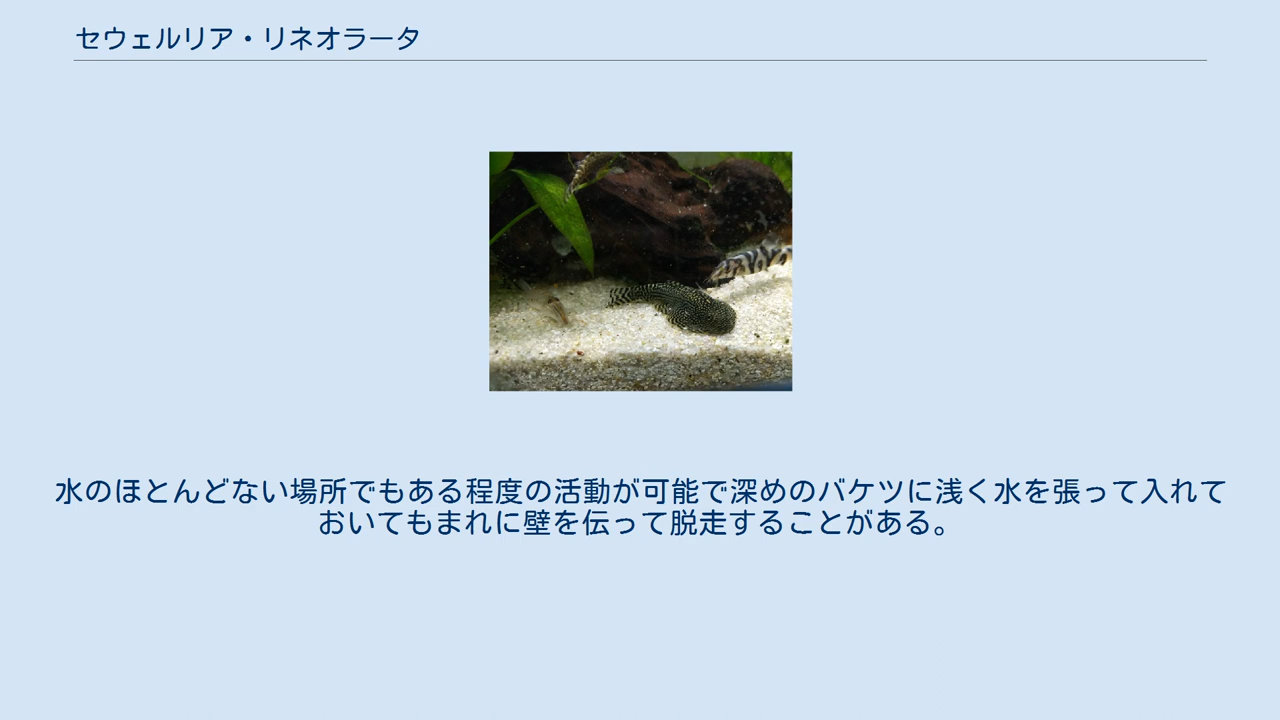 セウェルリア・リネオラータ
水のほとんどない場所でもある程度の活動が可能で深めのバケツに浅く水を張って入れて
おいてもまれに壁を伝って脱走することがある。